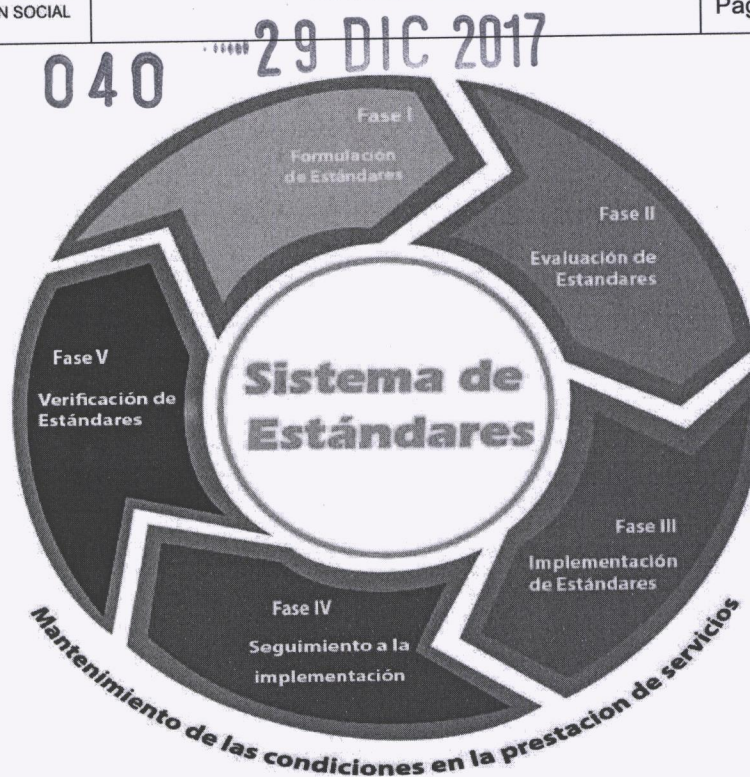 N SOCIAL
Pág
040
29 DIC 2017
Fase I
Formulación
de Estándares
Fase II
Evaluación de
Estandares
Fase III
Implementación
de Estándares
Fase IV
Seguimiento a la
implementación
Fase V
Verificación de
Estándares
Sistema de
Estándares
Mantenimiento de las condiciones en la prestacion de servicios